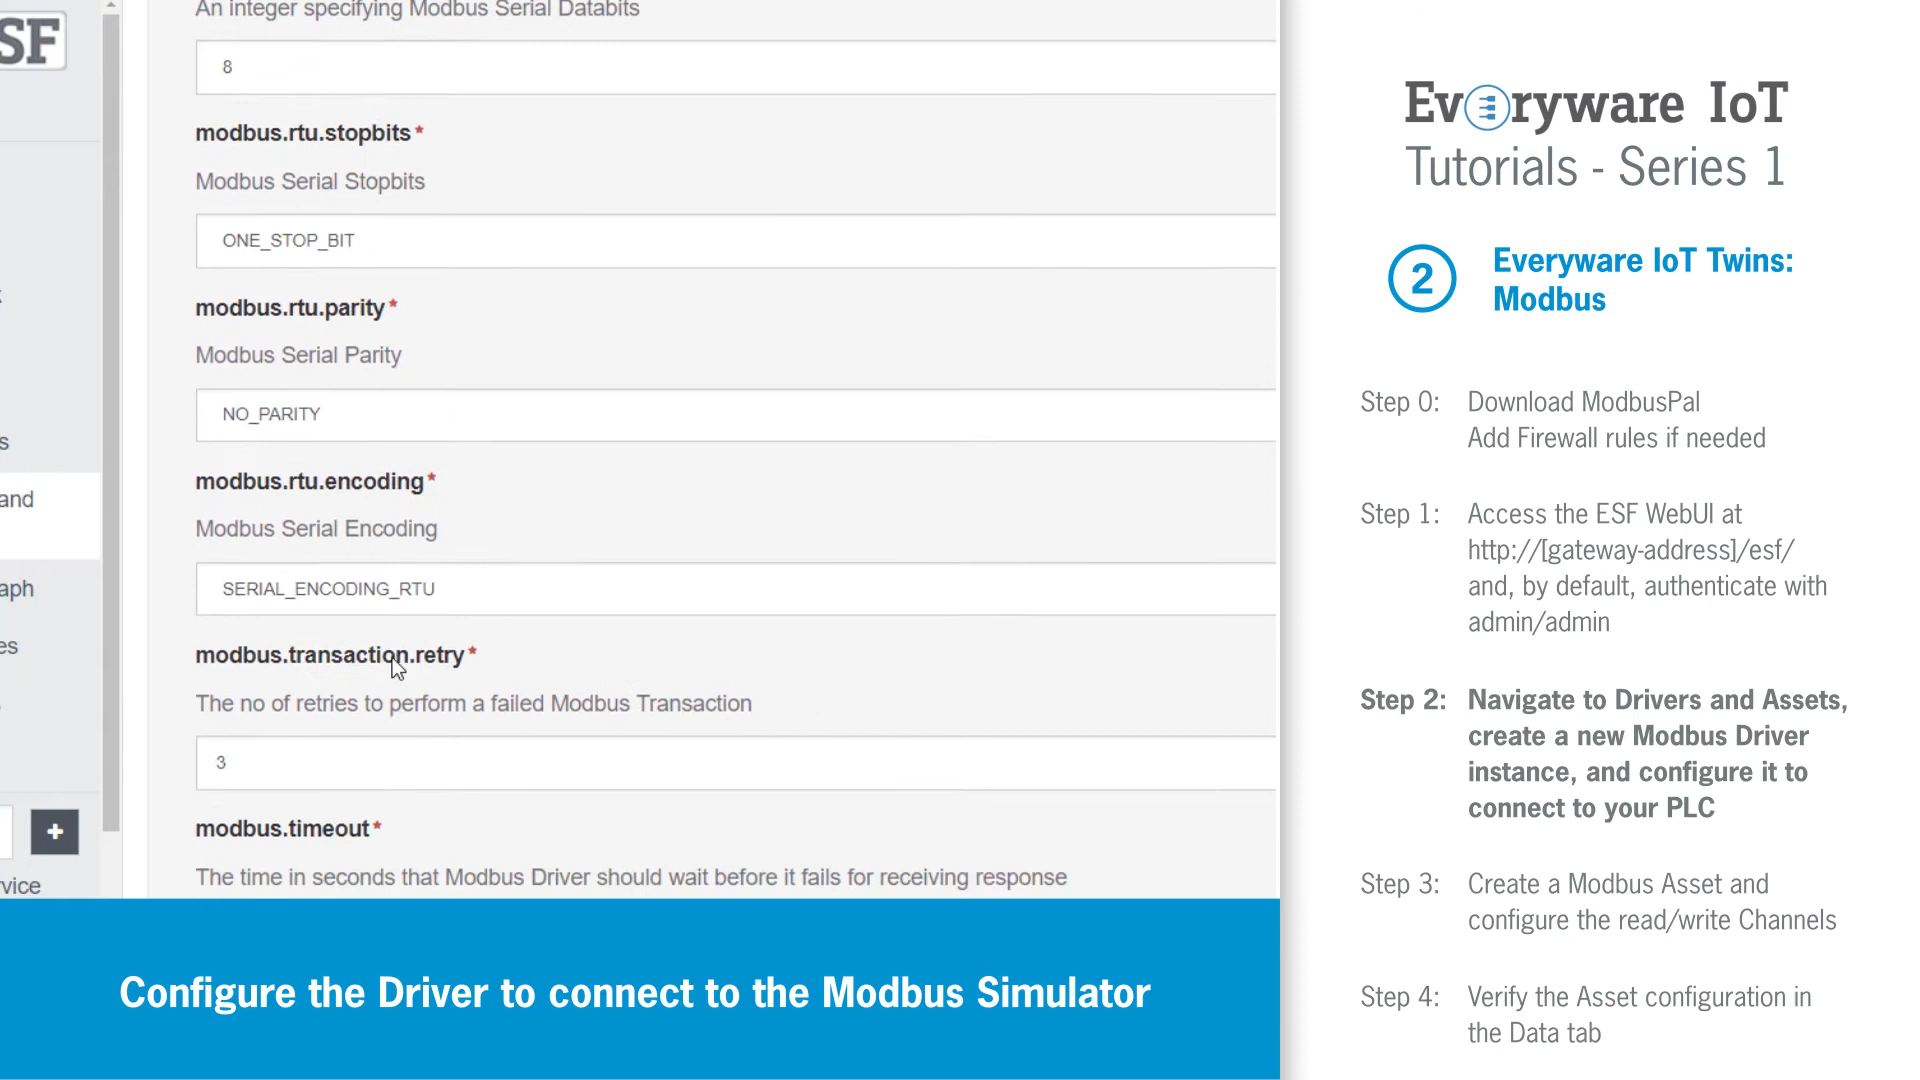 SF
An integer specifying Modbus Serial Databits
8
modbus.rtu.stopbits*
Modbus Serial Stopbits
ONE_STOP_BIT
modbus.rtu.parity*
Modbus Serial Parity
NO_PARITY
s
modbus.rtu.encoding*
and
Modbus Serial Encoding
SERIAL_ENCODING_RTU
aph
es
modbus.transaction.retry*
The no of retries to perform a failed Modbus Transaction
3
modbus.timeout*
+
The time in seconds that Modbus Driver should wait before it fails for receiving response
vice
Configure the Driver to connect to the Modbus Simulator
Everyware IoT
Tutorials - Series 1
2
Everyware IoT Twins:
Modbus
Step 0: Download ModbusPal
Add Firewall rules if needed
Step 1: Access the ESF WebUI at
http://[gateway-address]/esf/
and, by default, authenticate with
admin/admin
Step 2: Navigate to Drivers and Assets,
create a new Modbus Driver
instance, and configure it to
connect to your PLC
Step 3: Create a Modbus Asset and
configure the read/write Channels
Step 4: Verify the Asset configuration in
the Data tab